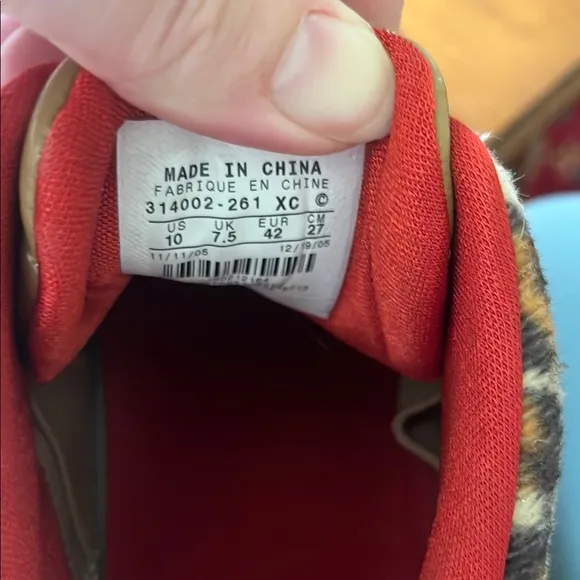 MADE IN CHINA
FABRIQUE EN CHINE
314002-261 XC ©
US UK EUR CM
10 7.5 42 27
11/11/05 12/19/05